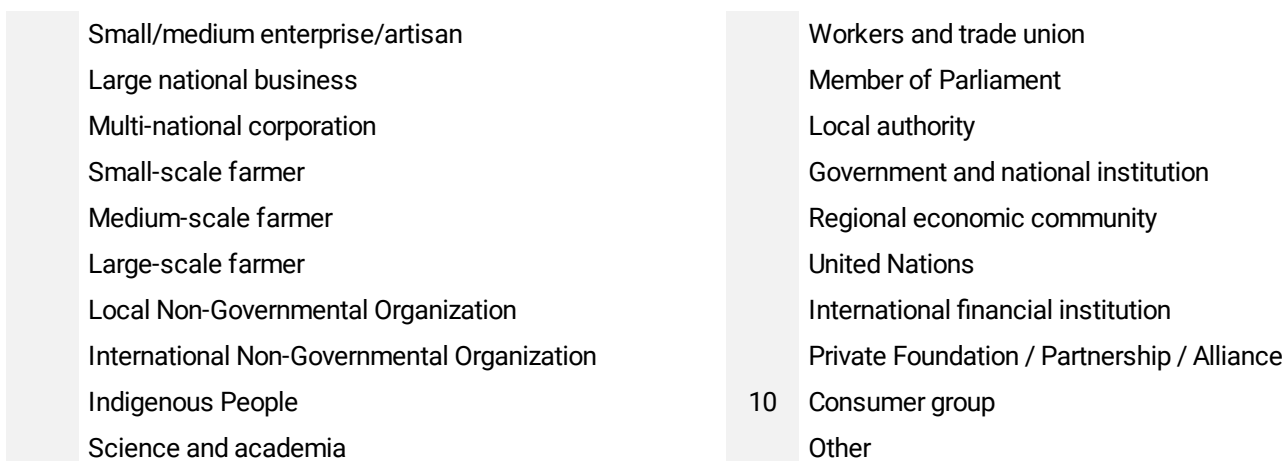 Small/medium enterprise/artisan
Large national business
Multi-national corporation
Small-scale farmer
Medium-scale farmer
Large-scale farmer
Local Non-Governmental Organization
International Non-Governmental Organization
Indigenous People
Science and academia
Workers and trade union
Member of Parliament
Local authority
Government and national institution
Regional economic community
United Nations
International financial institution
Private Foundation / Partnership / Alliance
10 Consumer group
Other